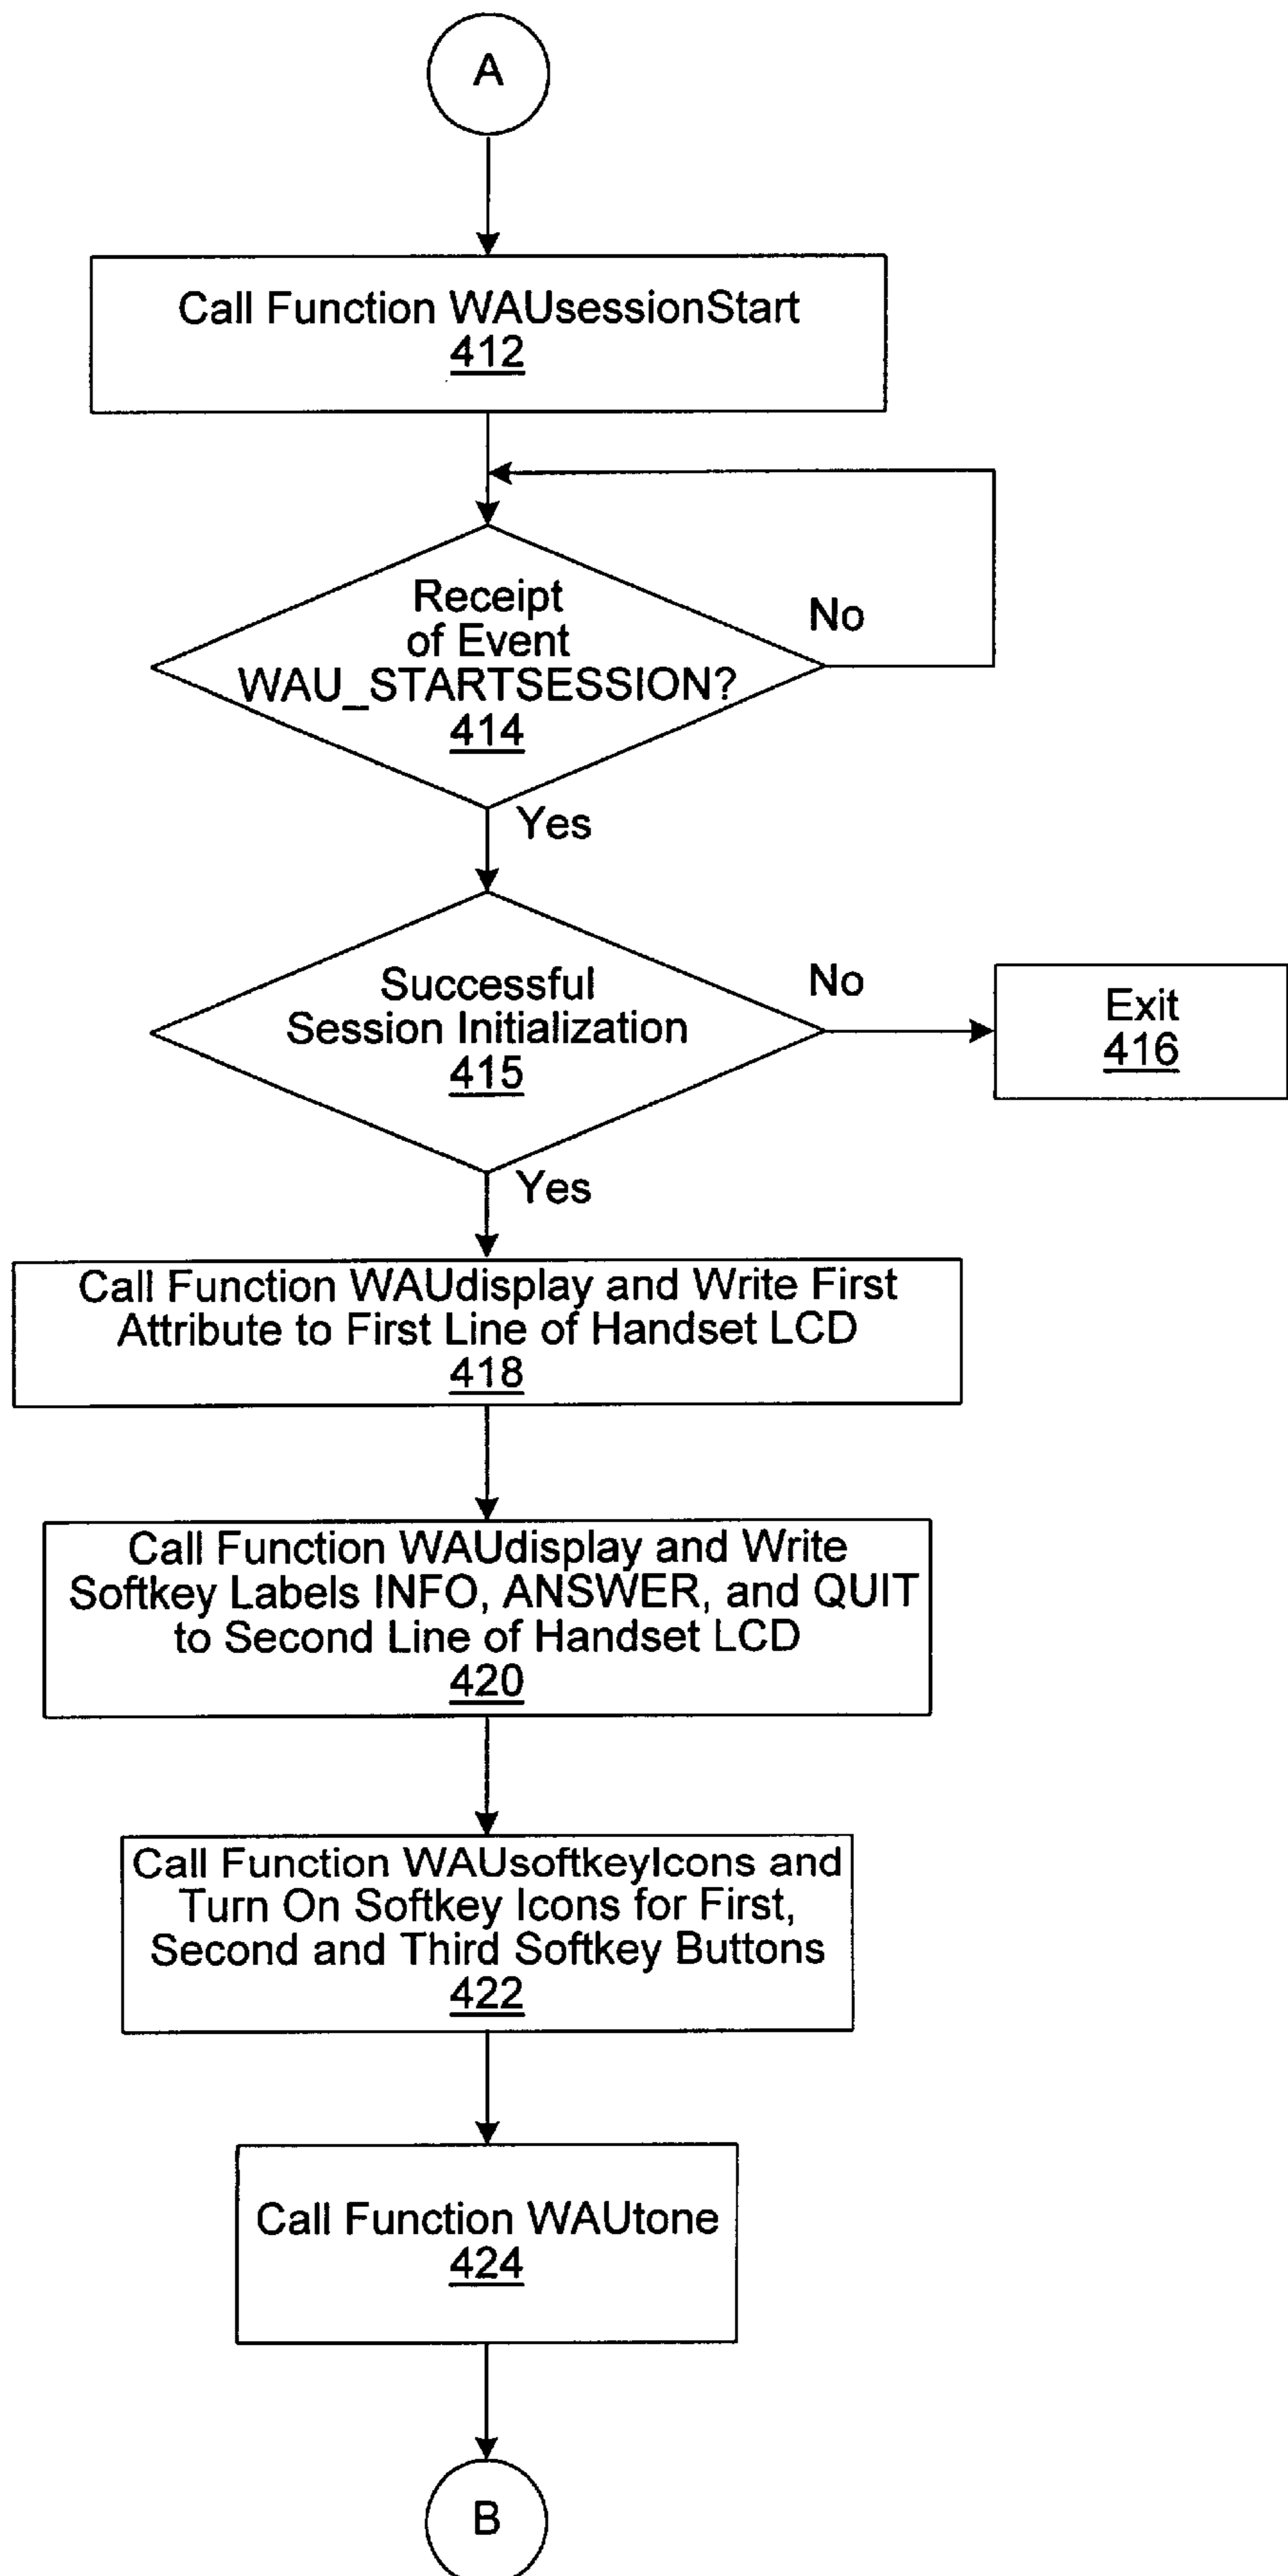 A
Call Function WAUsessionStart
412
Receipt
of Event
WAU_STARTSESSION?
414
No
Yes
Successful
Session Initialization
415
No
Exit
416
Yes
Call Function WAUdisplay and Write First
Attribute to First Line of Handset LCD
418
Call Function WAUdisplay and Write
Softkey Labels INFO, ANSWER, and QUIT
to Second Line of Handset LCD
420
Call Function WAUsoftkeyIcons and
Turn On Softkey Icons for First,
Second and Third Softkey Buttons
422
Call Function WAUtone
424
B